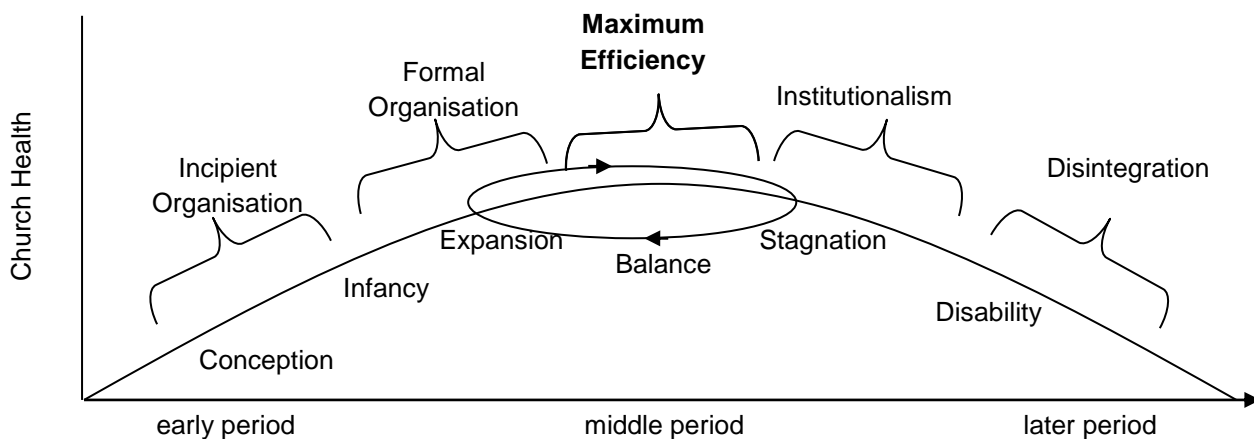 Maximum
Efficiency
Formal
Organisation
Institutionalism
Incipient
Organisation
Disintegration
Church Health
Expansion
Stagnation
Balance
Infancy
Disability
Conception
early period
middle period
later period